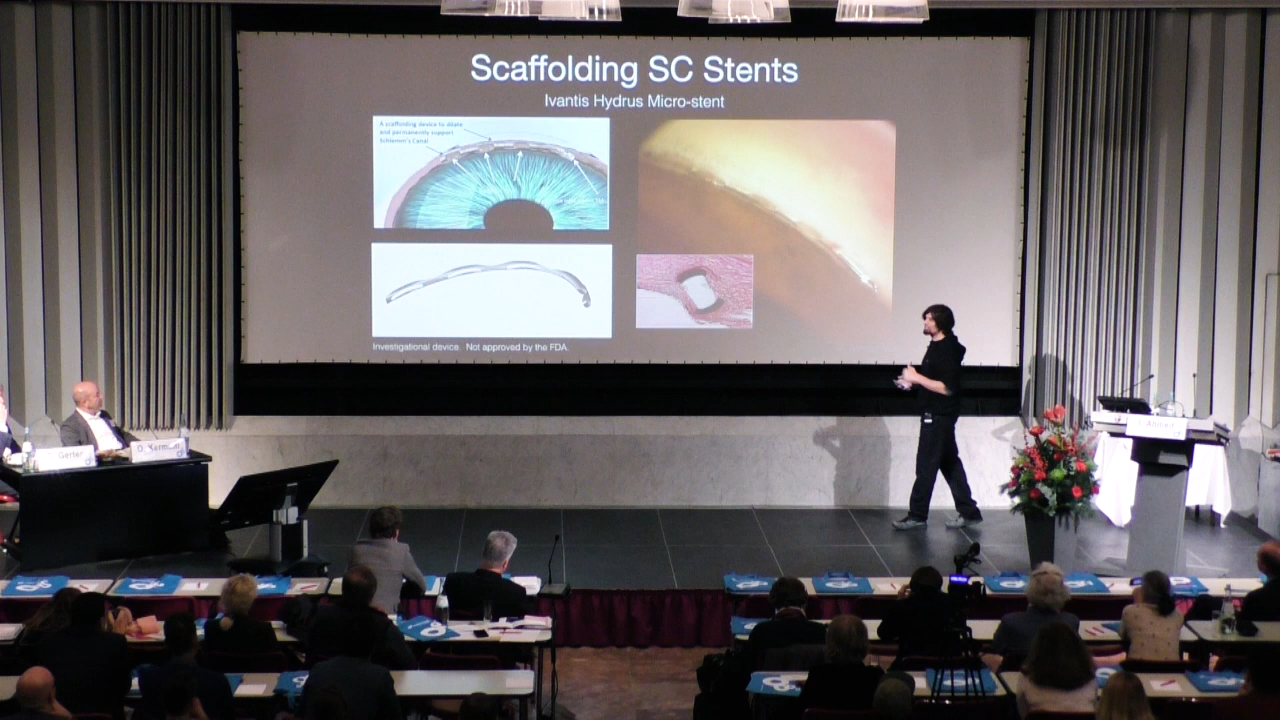 Scaffolding SC Stents
Ivantis Hydrus Micro-stent
A scaffolding device to dilate
and permanently support
Schlemm's Canal
Investigational device. Not approved by the FDA.
Gerter
I. Ahmed